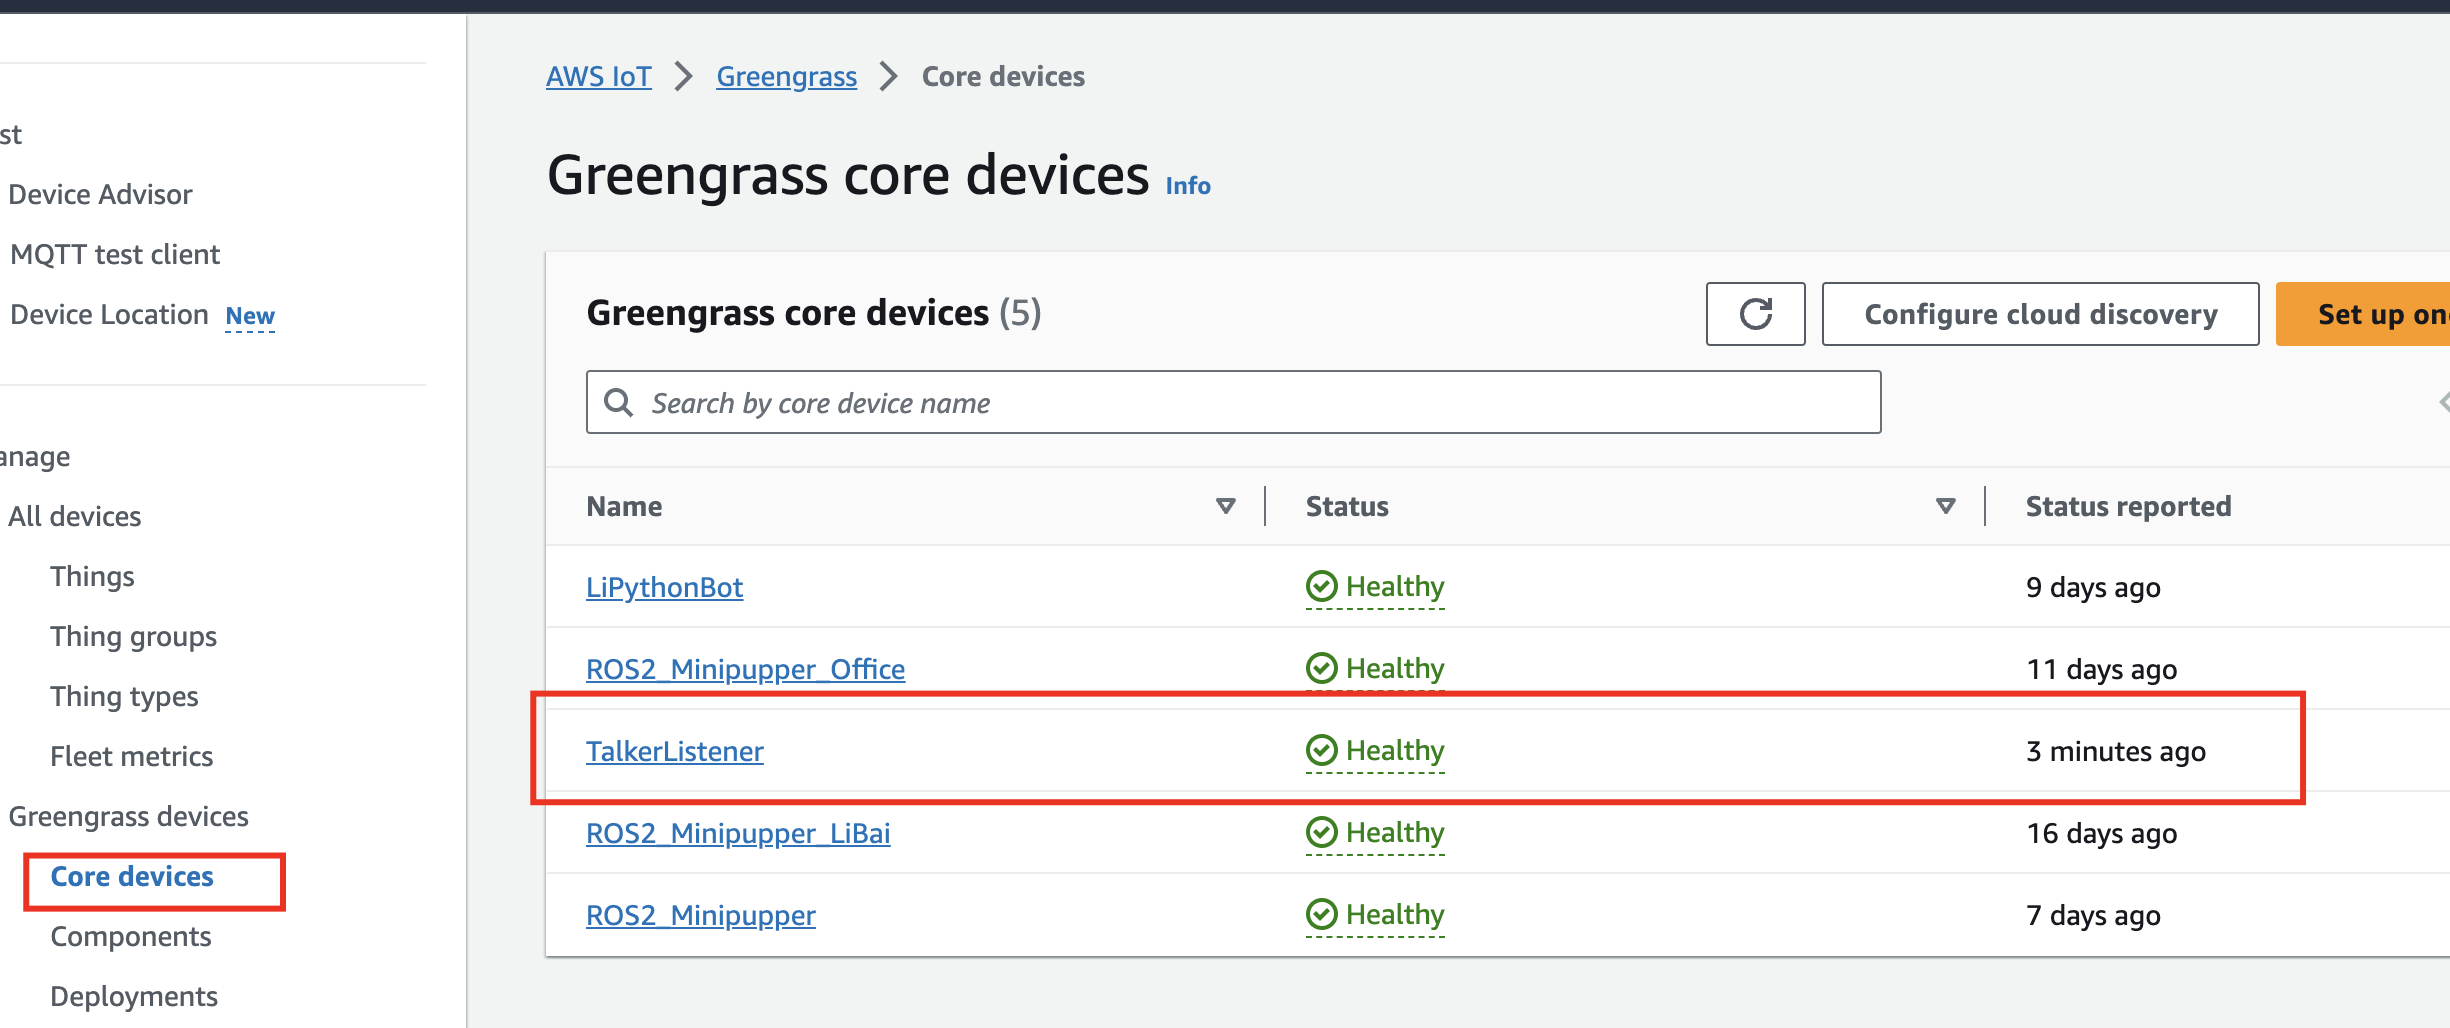 st
Device Advisor
MQTT test client
Device Location New
anage
All devices
Things
Thing groups
Thing types
Fleet metrics
Greengrass devices
Core devices
Components
Deployments
AWS IoT > Greengrass > Core devices
Greengrass core devices Info
Greengrass core devices (5)
Configure cloud discovery
Set up one
Search by core device name
Name Status Status reported
LiPythonBot Healthy 9 days ago
ROS2_Minipupper_Office Healthy 11 days ago
TalkerListener Healthy 3 minutes ago
ROS2_Minipupper_LiBai Healthy 16 days ago
ROS2_Minipupper Healthy 7 days ago